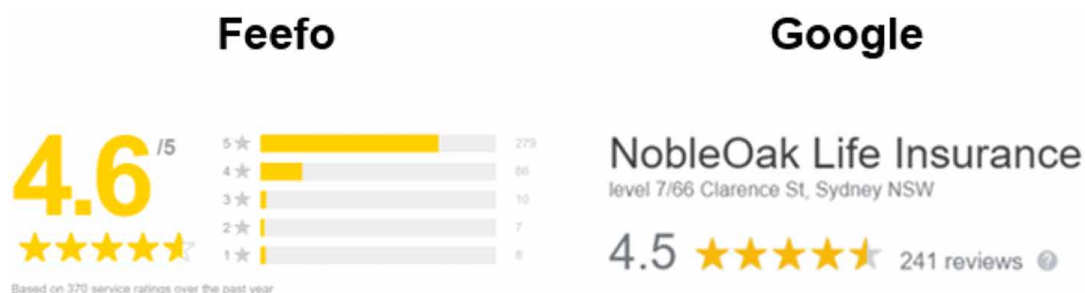 Feefo
4.6 /5
5 279
4 66
3 10
2 7
1 8
Based on 370 service ratings over the past year
Google
NobleOak Life Insurance
level 7/66 Clarence St, Sydney NSW
4.5 241 reviews ?